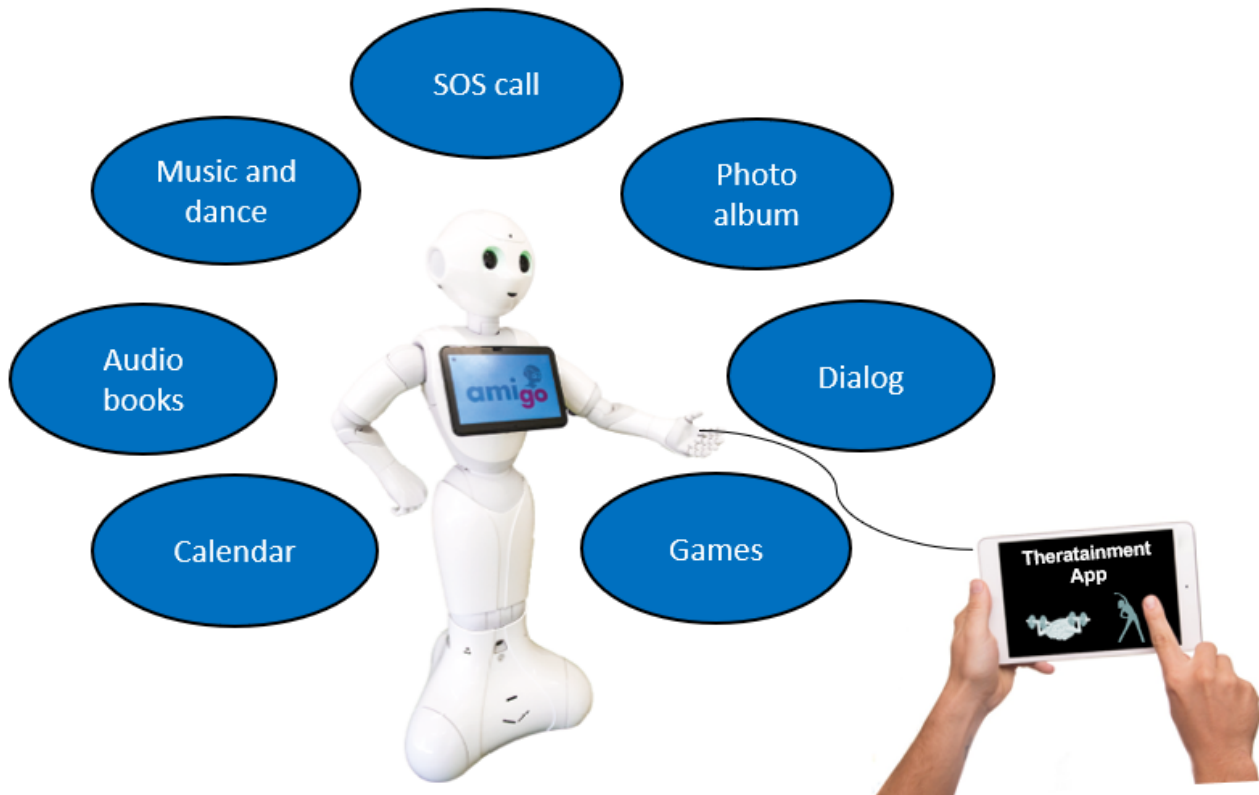 SOS call
Music and
dance
Photo
album
Audio
books
amigo
Dialog
Calendar
Games
Theratainment
App